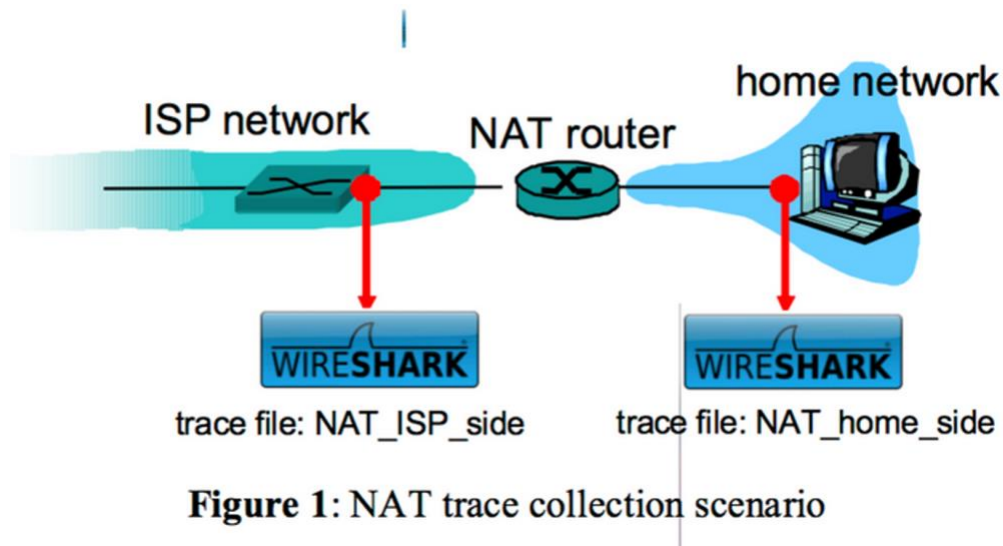 home network
ISP network
NAT router
WIRESHARK
WIRESHARK
trace file: NAT_ISP_side
trace file: NAT_home_side
Figure 1: NAT trace collection scenario